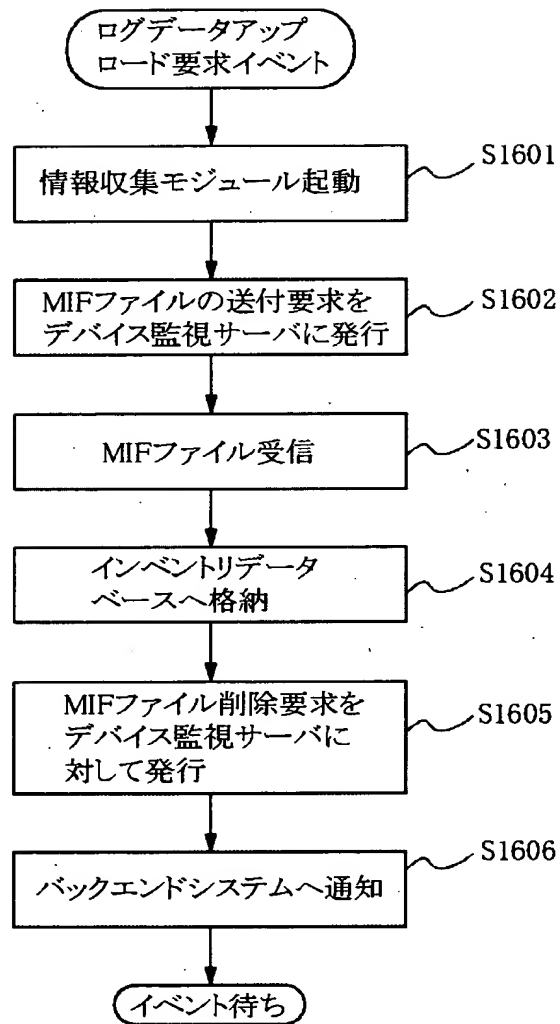 ログデータアップ
ロード要求イベント
S1601
情報収集モジュール起動
S1602
MIFファイルの送付要求を
デバイス監視サーバに発行
S1603
MIFファイル受信
S1604
インベントリデータ
ベースへ格納
S1605
MIFファイル削除要求を
デバイス監視サーバに
対して発行
S1606
バックエンドシステムへ通知
イベント待ち